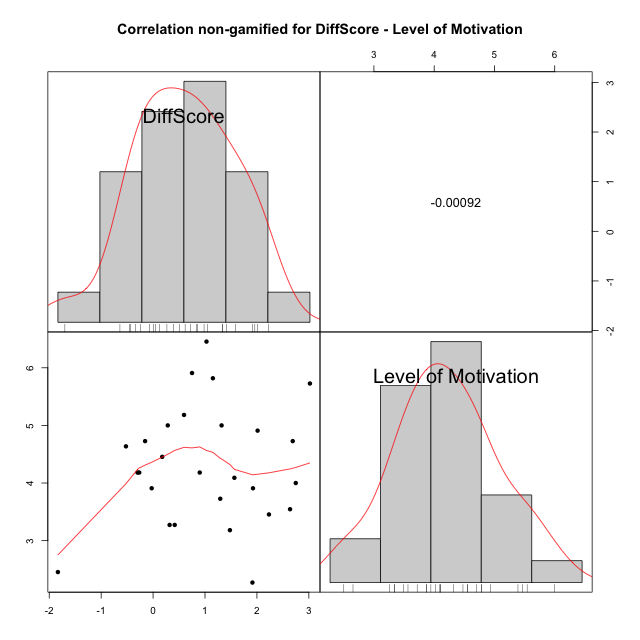 Correlation non-gamified for DiffScore - Level of Motivation
3 4 5 6
DiffScore
-0.00092
3
2
1
0
-1
-2
Level of Motivation
6
5
4
3
-2 -1 0 1 2 3